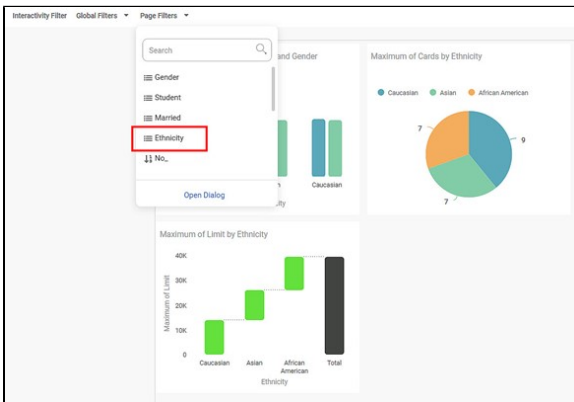 Interactivity Filter Global Filters Page Filters
Search
Gender
Student
Married
Ethnicity
No_
Open Dialog
and Gender
Caucasian
Maximum of Cards by Ethnicity
Caucasian Asian African American
7
9
7
Maximum of Limit by Ethnicity
Maximum of Limit
40K
30K
20K
10K
0
Caucasian Asian African American Total
Ethnicity